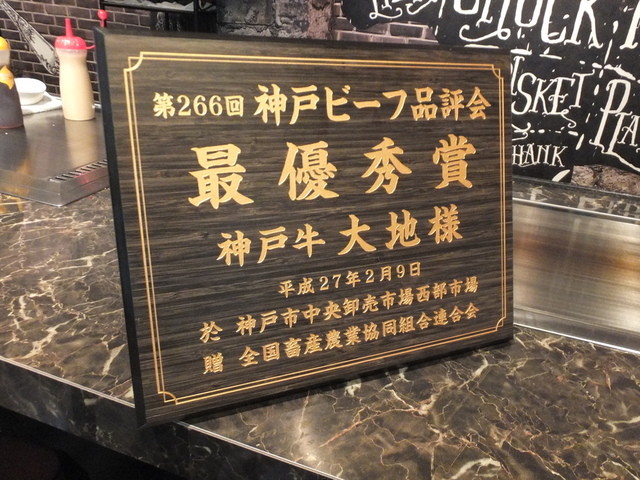 第266回 神戸ビーフ品評会
最優秀賞
神戸牛 大地様
平成27年2月9日
於 神戸市中央卸売市場西部市場
贈 全国畜産農業協同組合連合会
SHANK